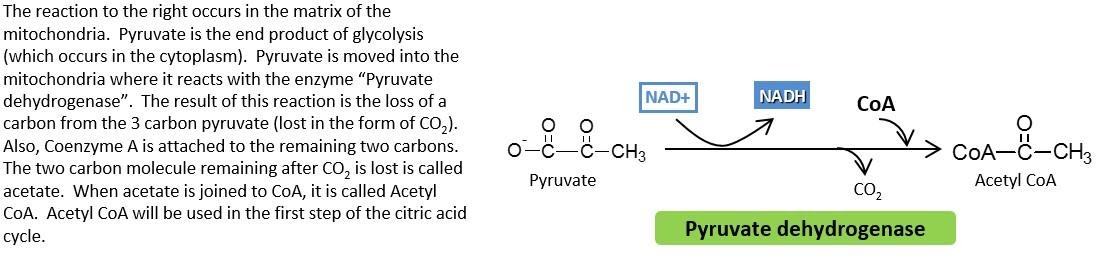 The reaction to the right occurs in the matrix of the
mitochondria.  Pyruvate is the end product of glycolysis
(which occurs in the cytoplasm).  Pyruvate is moved into the
mitochondria where it reacts with the enzyme “Pyruvate
dehydrogenase”.  The result of this reaction is the loss of a
carbon from the 3 carbon pyruvate (lost in the form of CO₂).
Also, Coenzyme A is attached to the remaining two carbons.
The two carbon molecule remaining after CO₂ is lost is called
acetate.  When acetate is joined to CoA, it is called Acetyl
CoA.  Acetyl CoA will be used in the first step of the citric acid
cycle.
NAD+
NADH
CoA
O O
O⁻–C–C–CH₃
Pyruvate
CO₂
O
CoA–C–CH₃
Acetyl CoA
Pyruvate dehydrogenase